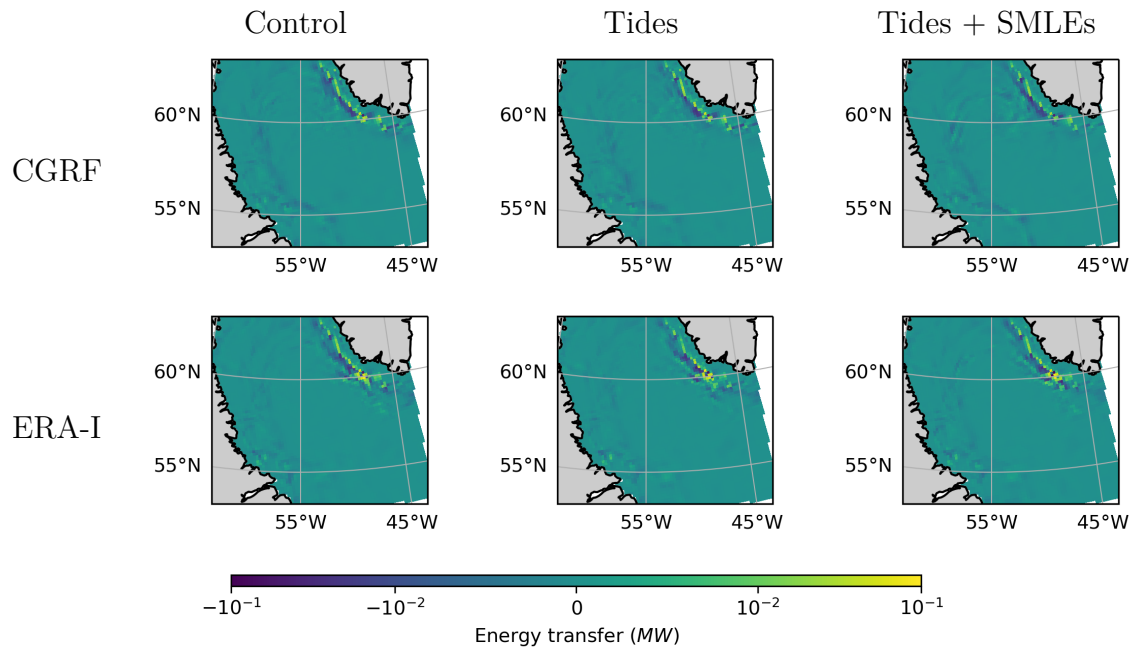 Control Tides Tides + SMLEs
CGRF
60°N 60°N 60°N
55°N 55°N 55°N
55°W 45°W 55°W 45°W 55°W 45°W
ERA-I
60°N 60°N 60°N
55°N 55°N 55°N
55°W 45°W 55°W 45°W 55°W 45°W
−10⁻¹ −10⁻² 0 10⁻² 10⁻¹
Energy transfer (MW)